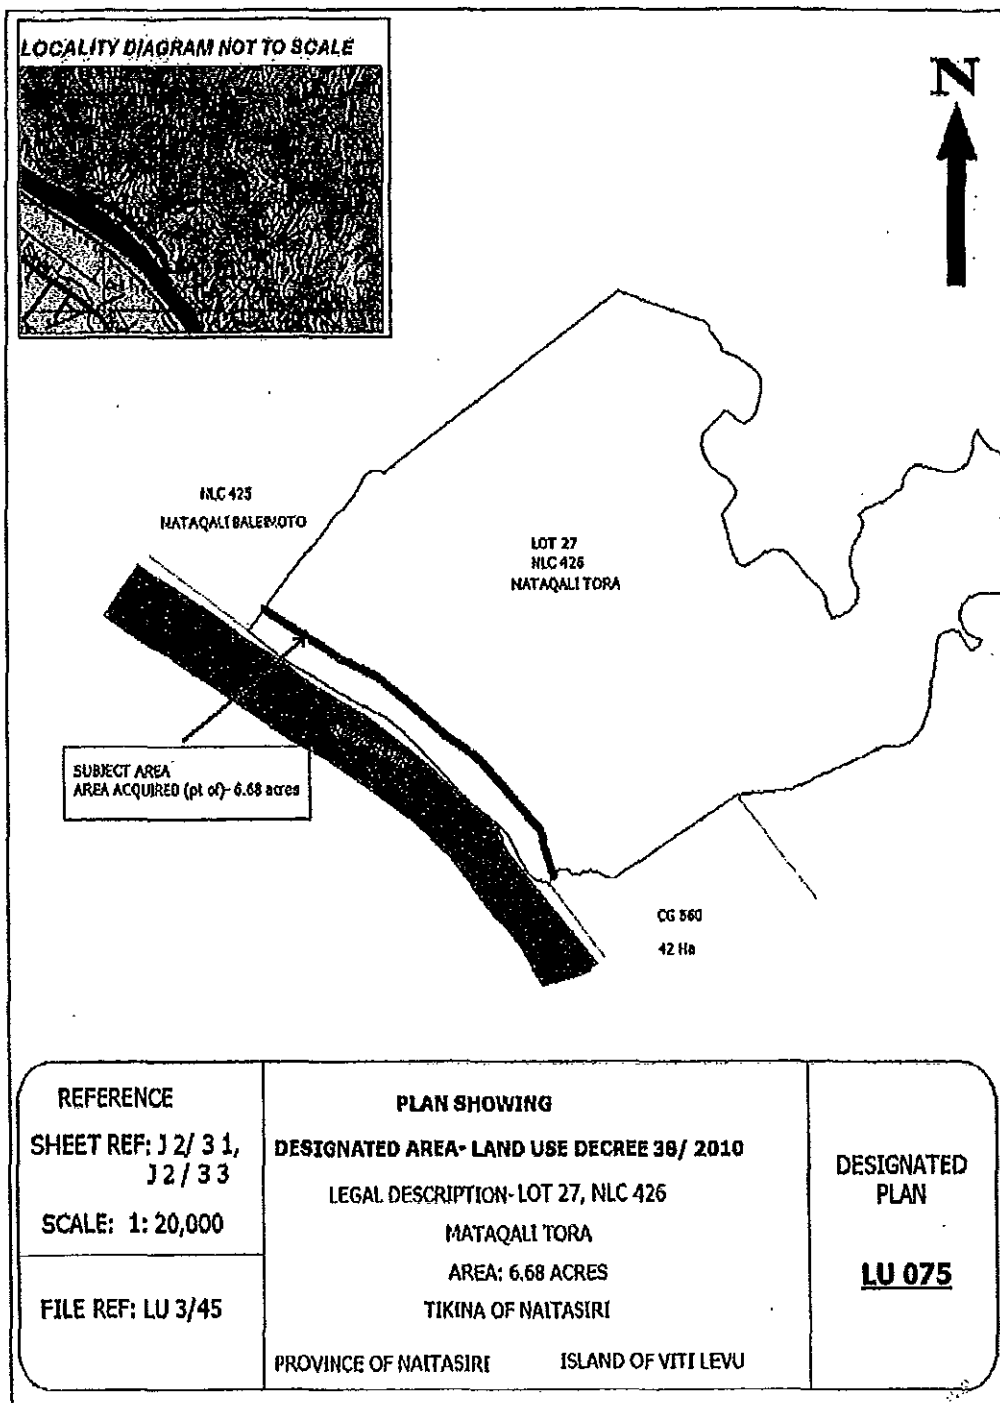 LOCALITY DIAGRAM NOT TO SCALE
N
NLC 425
MATAQALI BALEIMOTO
LOT 27
NLC 426
MATAQALI TORA
SUBJECT AREA
AREA ACQUIRED (pt of)- 6.68 acres
CG 560
42 Ha
REFERENCE
SHEET REF: J 2/ 3 1,
J 2 / 3 3
SCALE: 1: 20,000
FILE REF: LU 3/45
PLAN SHOWING
DESIGNATED AREA- LAND USE DECREE 38/ 2010
LEGAL DESCRIPTION- LOT 27, NLC 426
MATAQALI TORA
AREA: 6.68 ACRES
TIKINA OF NAITASIRI
PROVINCE OF NAITASIRI ISLAND OF VITI LEVU
DESIGNATED
PLAN
LU 075